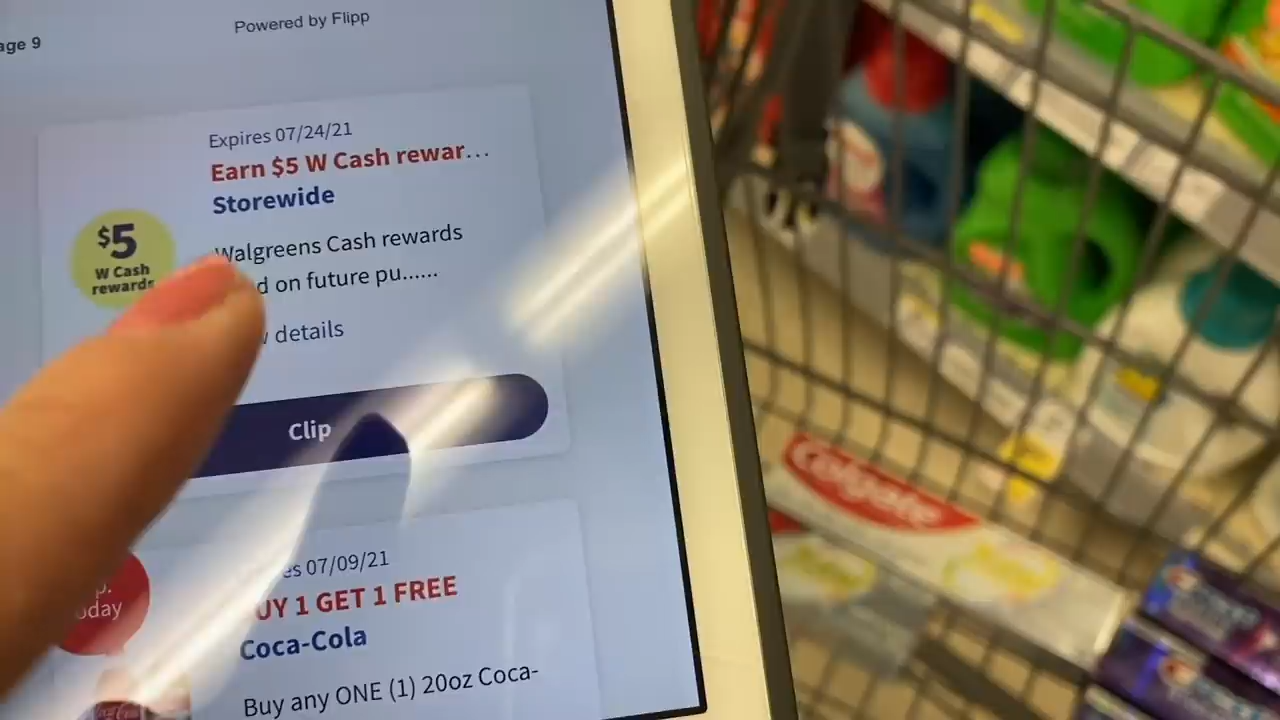 Powered by Flipp
age 9
Expires 07/24/21
Earn $5 W Cash rewar...
Storewide
$5
W Cash
rewards
Walgreens Cash rewards
d on future pu......
details
Clip
es 07/09/21
p.
oday
UY 1 GET 1 FREE
Coca-Cola
Buy any ONE (1) 20oz Coca-
Colgate